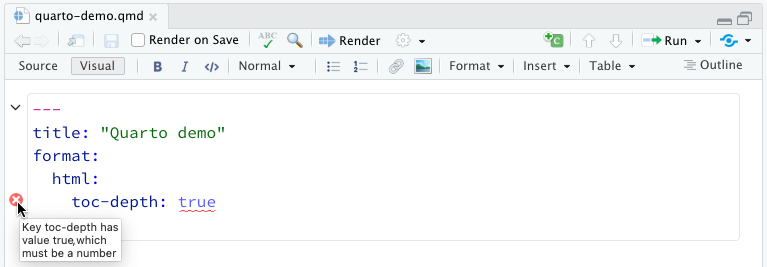 quarto-demo.qmd
Render on Save
ABC
Render
Run
Source
Visual
B
I
</>
Normal
Format
Insert
Table
Outline
---
title: "Quarto demo"
format:
html:
toc-depth: true
Key toc-depth has
value true,which
must be a number